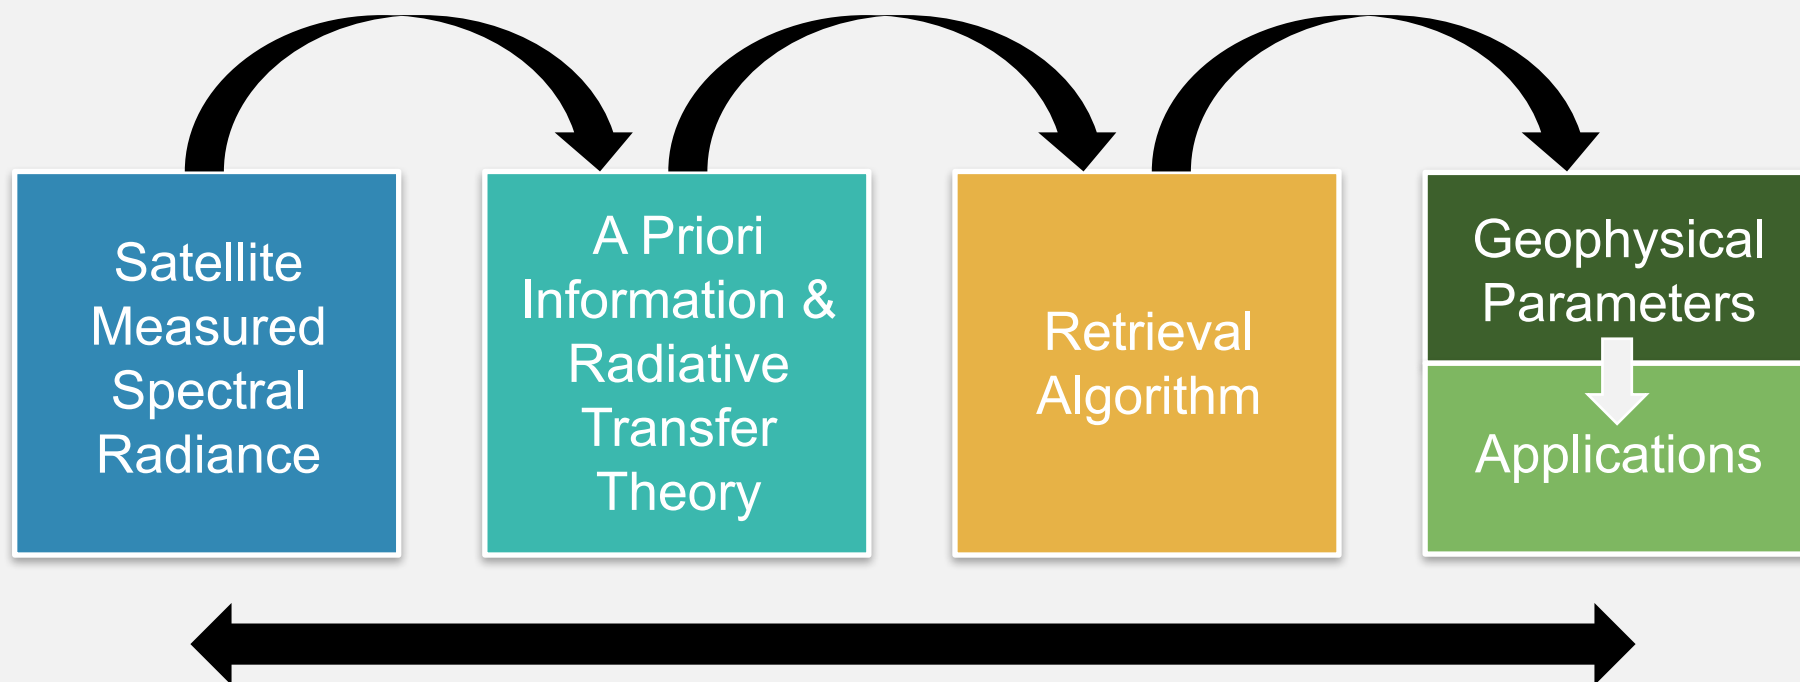 Satellite
Measured
Spectral
Radiance
A Priori
Information &
Radiative
Transfer
Theory
Retrieval
Algorithm
Geophysical
Parameters
Applications